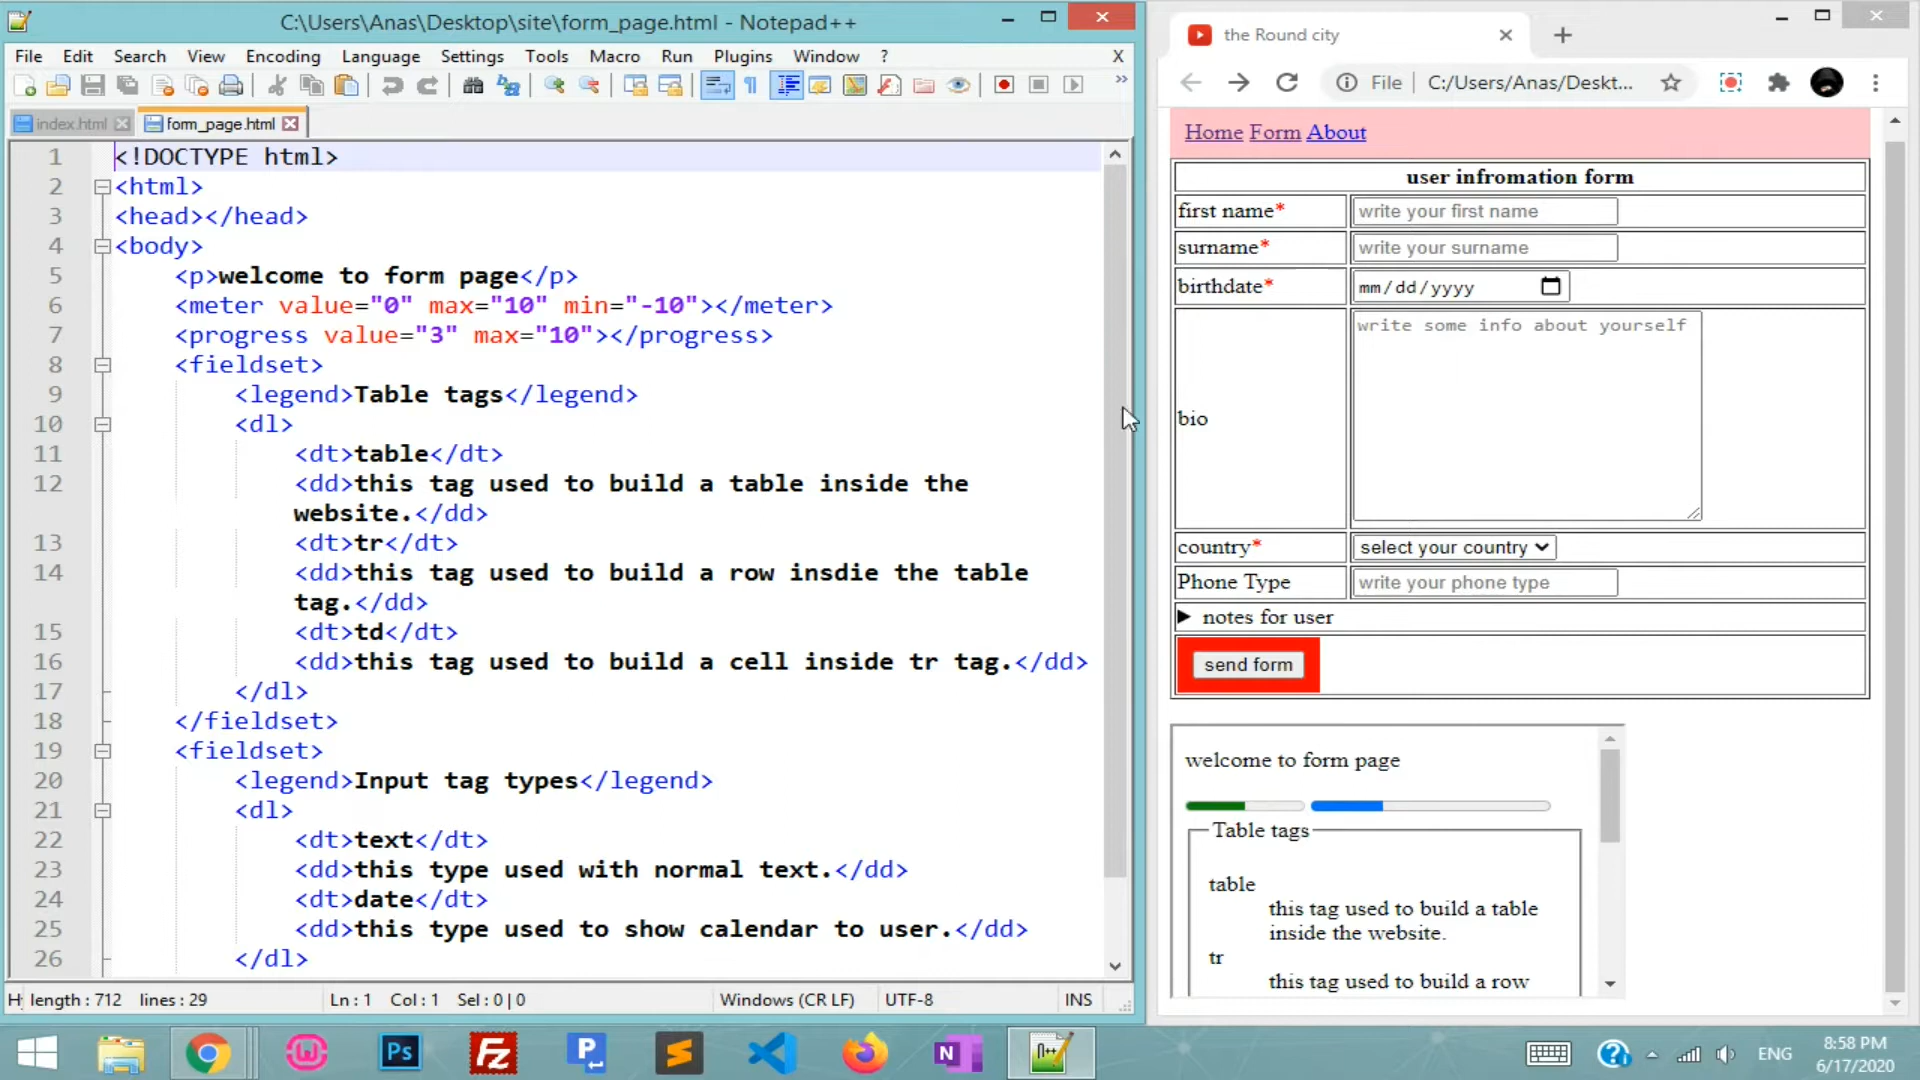 C:\Users\Anas\Desktop\site\form_page.html - Notepad++
File Edit Search View Encoding Language Settings Tools Macro Run Plugins Window ? X
index.html form_page.html
1 <!DOCTYPE html>
2 <html>
3 <head></head>
4 <body>
5 <p>welcome to form page</p>
6 <meter value="0" max="10" min="-10"></meter>
7 <progress value="3" max="10"></progress>
8 <fieldset>
9 <legend>Table tags</legend>
10 <dl>
11 <dt>table</dt>
12 <dd>this tag used to build a table inside the
website.</dd>
13 <dt>tr</dt>
14 <dd>this tag used to build a row insdie the table
tag.</dd>
15 <dt>td</dt>
16 <dd>this tag used to build a cell inside tr tag.</dd>
17 </dl>
18 </fieldset>
19 <fieldset>
20 <legend>Input tag types</legend>
21 <dl>
22 <dt>text</dt>
23 <dd>this type used with normal text.</dd>
24 <dt>date</dt>
25 <dd>this type used to show calendar to user.</dd>
26 </dl>
length : 712 lines : 29 Ln : 1 Col : 1 Sel : 0 | 0 Windows (CR LF) UTF-8 INS
the Round city
File C:/Users/Anas/Deskt...
Home Form About
user infromation form
first name* write your first name
surname* write your surname
birthdate* mm/dd/yyyy
write some info about yourself
bio
country* select your country
Phone Type write your phone type
notes for user
send form
welcome to form page
Table tags
table
this tag used to build a table
inside the website.
tr
this tag used to build a row
Ps Fz P N n++ ENG
8:58 PM
6/17/2020